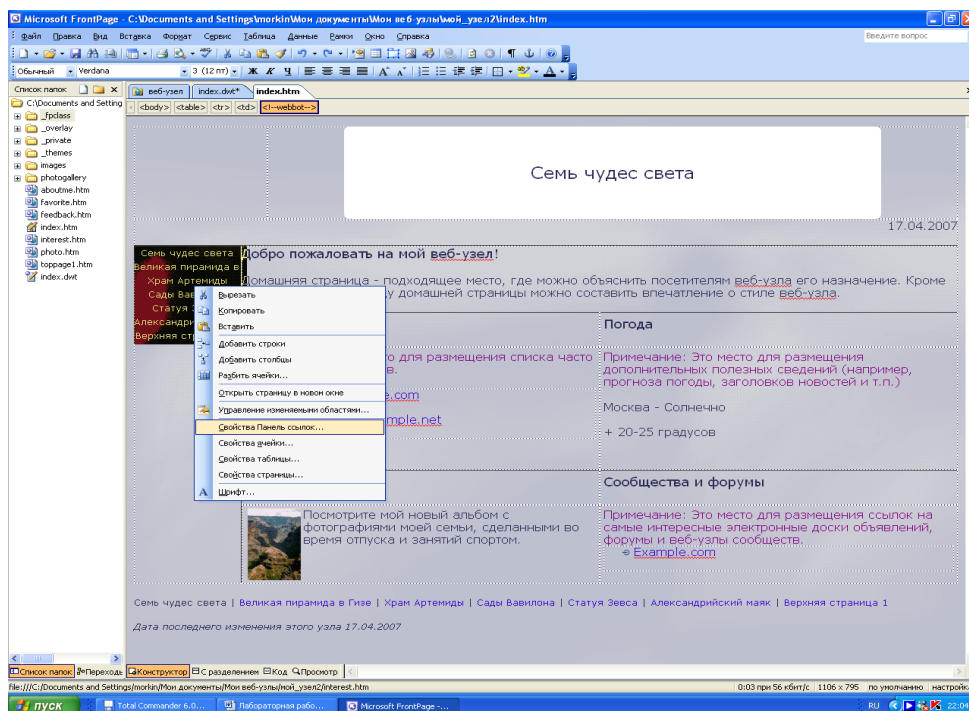 Microsoft FrontPage - C:\Documents and Settings\morkin\Мои документы\Мои веб-узлы\мой_узел2\index.htm
Файл Правка Вид Вставка Формат Сервис Таблица Данные Рамки Окно Справка
Введите вопрос
Обычный Verdana 3 (12 пт) Ж К Ч
Список папок
веб-узел index.dwt* index.htm
C:\Documents and Setting
<body> <table> <tr> <td> <!--webbot-->
_fpclass
_overlay
_private
_themes
images
photogallery
aboutme.htm
favorite.htm
feedback.htm
index.htm
interest.htm
photo.htm
toppage1.htm
index.dwt
Семь чудес света
17.04.2007
Семь чудес света
Великая пирамида в
Храм Артемиды
Сады Вав
Статуя З
Александри
Верхняя ст
Добро пожаловать на мой веб-узел!
Домашняя страница - подходящее место, где можно объяснить посетителям веб-узла его назначение. Кроме
у домашней страницы можно составить впечатление о стиле веб-узла.
Вырезать
Копировать
Вставить
Добавить строки
Добавить столбцы
Разбить ячейки...
Открыть страницу в новом окне
Управление изменяемыми областями...
Свойства Панель ссылок...
Свойства ячейки...
Свойства таблицы...
Свойства страницы...
Шрифт...
то для размещения списка часто
в.
e.com
mple.net
Погода
Примечание: Это место для размещения
дополнительных полезных сведений (например,
прогноза погоды, заголовков новостей и т.п.)
Москва - Солнечно
+ 20-25 градусов
Посмотрите мой новый альбом с
фотографиями моей семьи, сделанными во
время отпуска и занятий спортом.
Сообщества и форумы
Примечание: Это место для размещения ссылок на
самые интересные электронные доски объявлений,
форумы и веб-узлы сообществ.
Example.com
Семь чудес света | Великая пирамида в Гизе | Храм Артемиды | Сады Вавилона | Статуя Зевса | Александрийский маяк | Верхняя страница 1
Дата последнего изменения этого узла 17.04.2007
Список папок Переходы Конструктор С разделением Код Просмотр
file:///C:/Documents and Settings/morkin/Мои документы/Мои веб-узлы/мой_узел2/interest.htm
0:03 при 56 кбит/с 1106 x 795 по умолчанию настройк
пуск Total Commander 6.0... Лабораторная рабо... Microsoft FrontPage -... RU 22:04